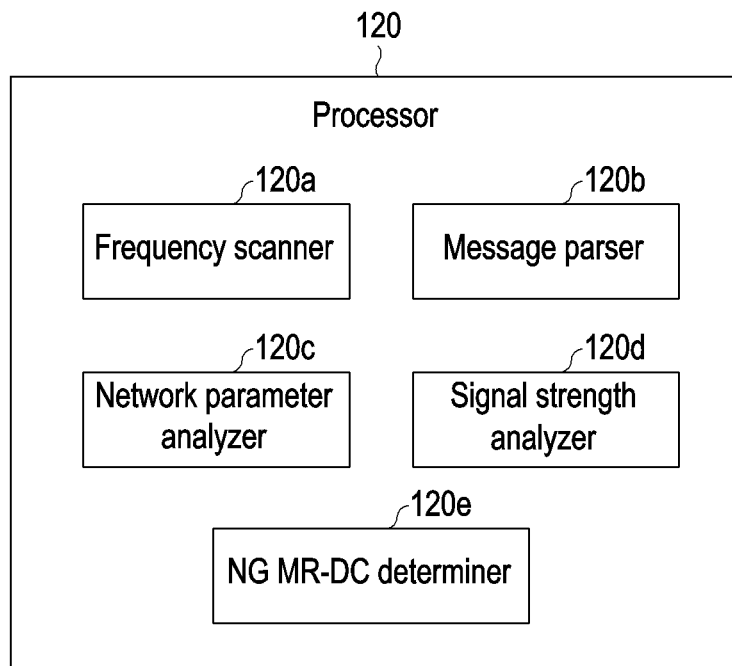 120
Processor
120a
120b
Frequency scanner
Message parser
120c
120d
Network parameter
analyzer
Signal strength
analyzer
120e
NG MR-DC determiner